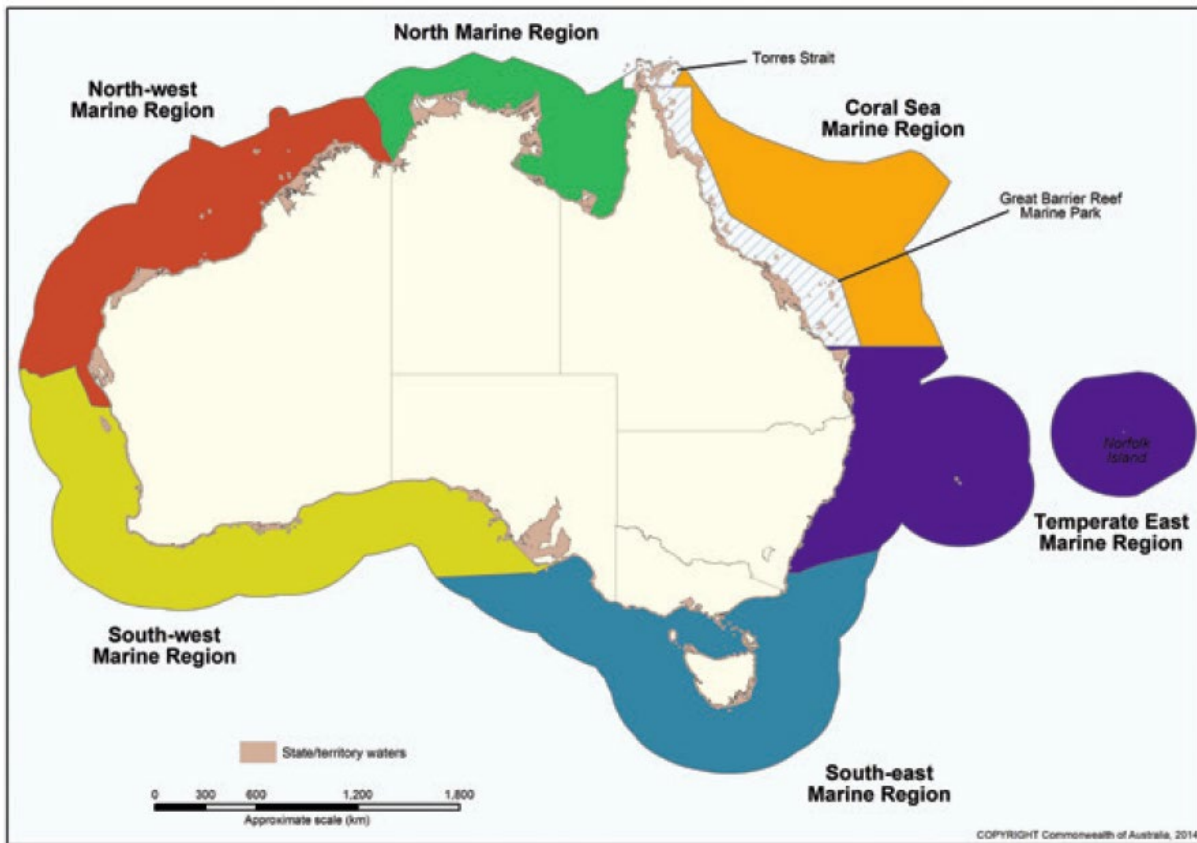 North Marine Region
Torres Strait
North-west
Marine Region
Coral Sea
Marine Region
Great Barrier Reef
Marine Park
Norfolk
Island
Temperate East
Marine Region
South-west
Marine Region
State/territory waters
0 300 600 1,200 1,800
Approximate scale (km)
South-east
Marine Region
COPYRIGHT Commonwealth of Australia, 2014